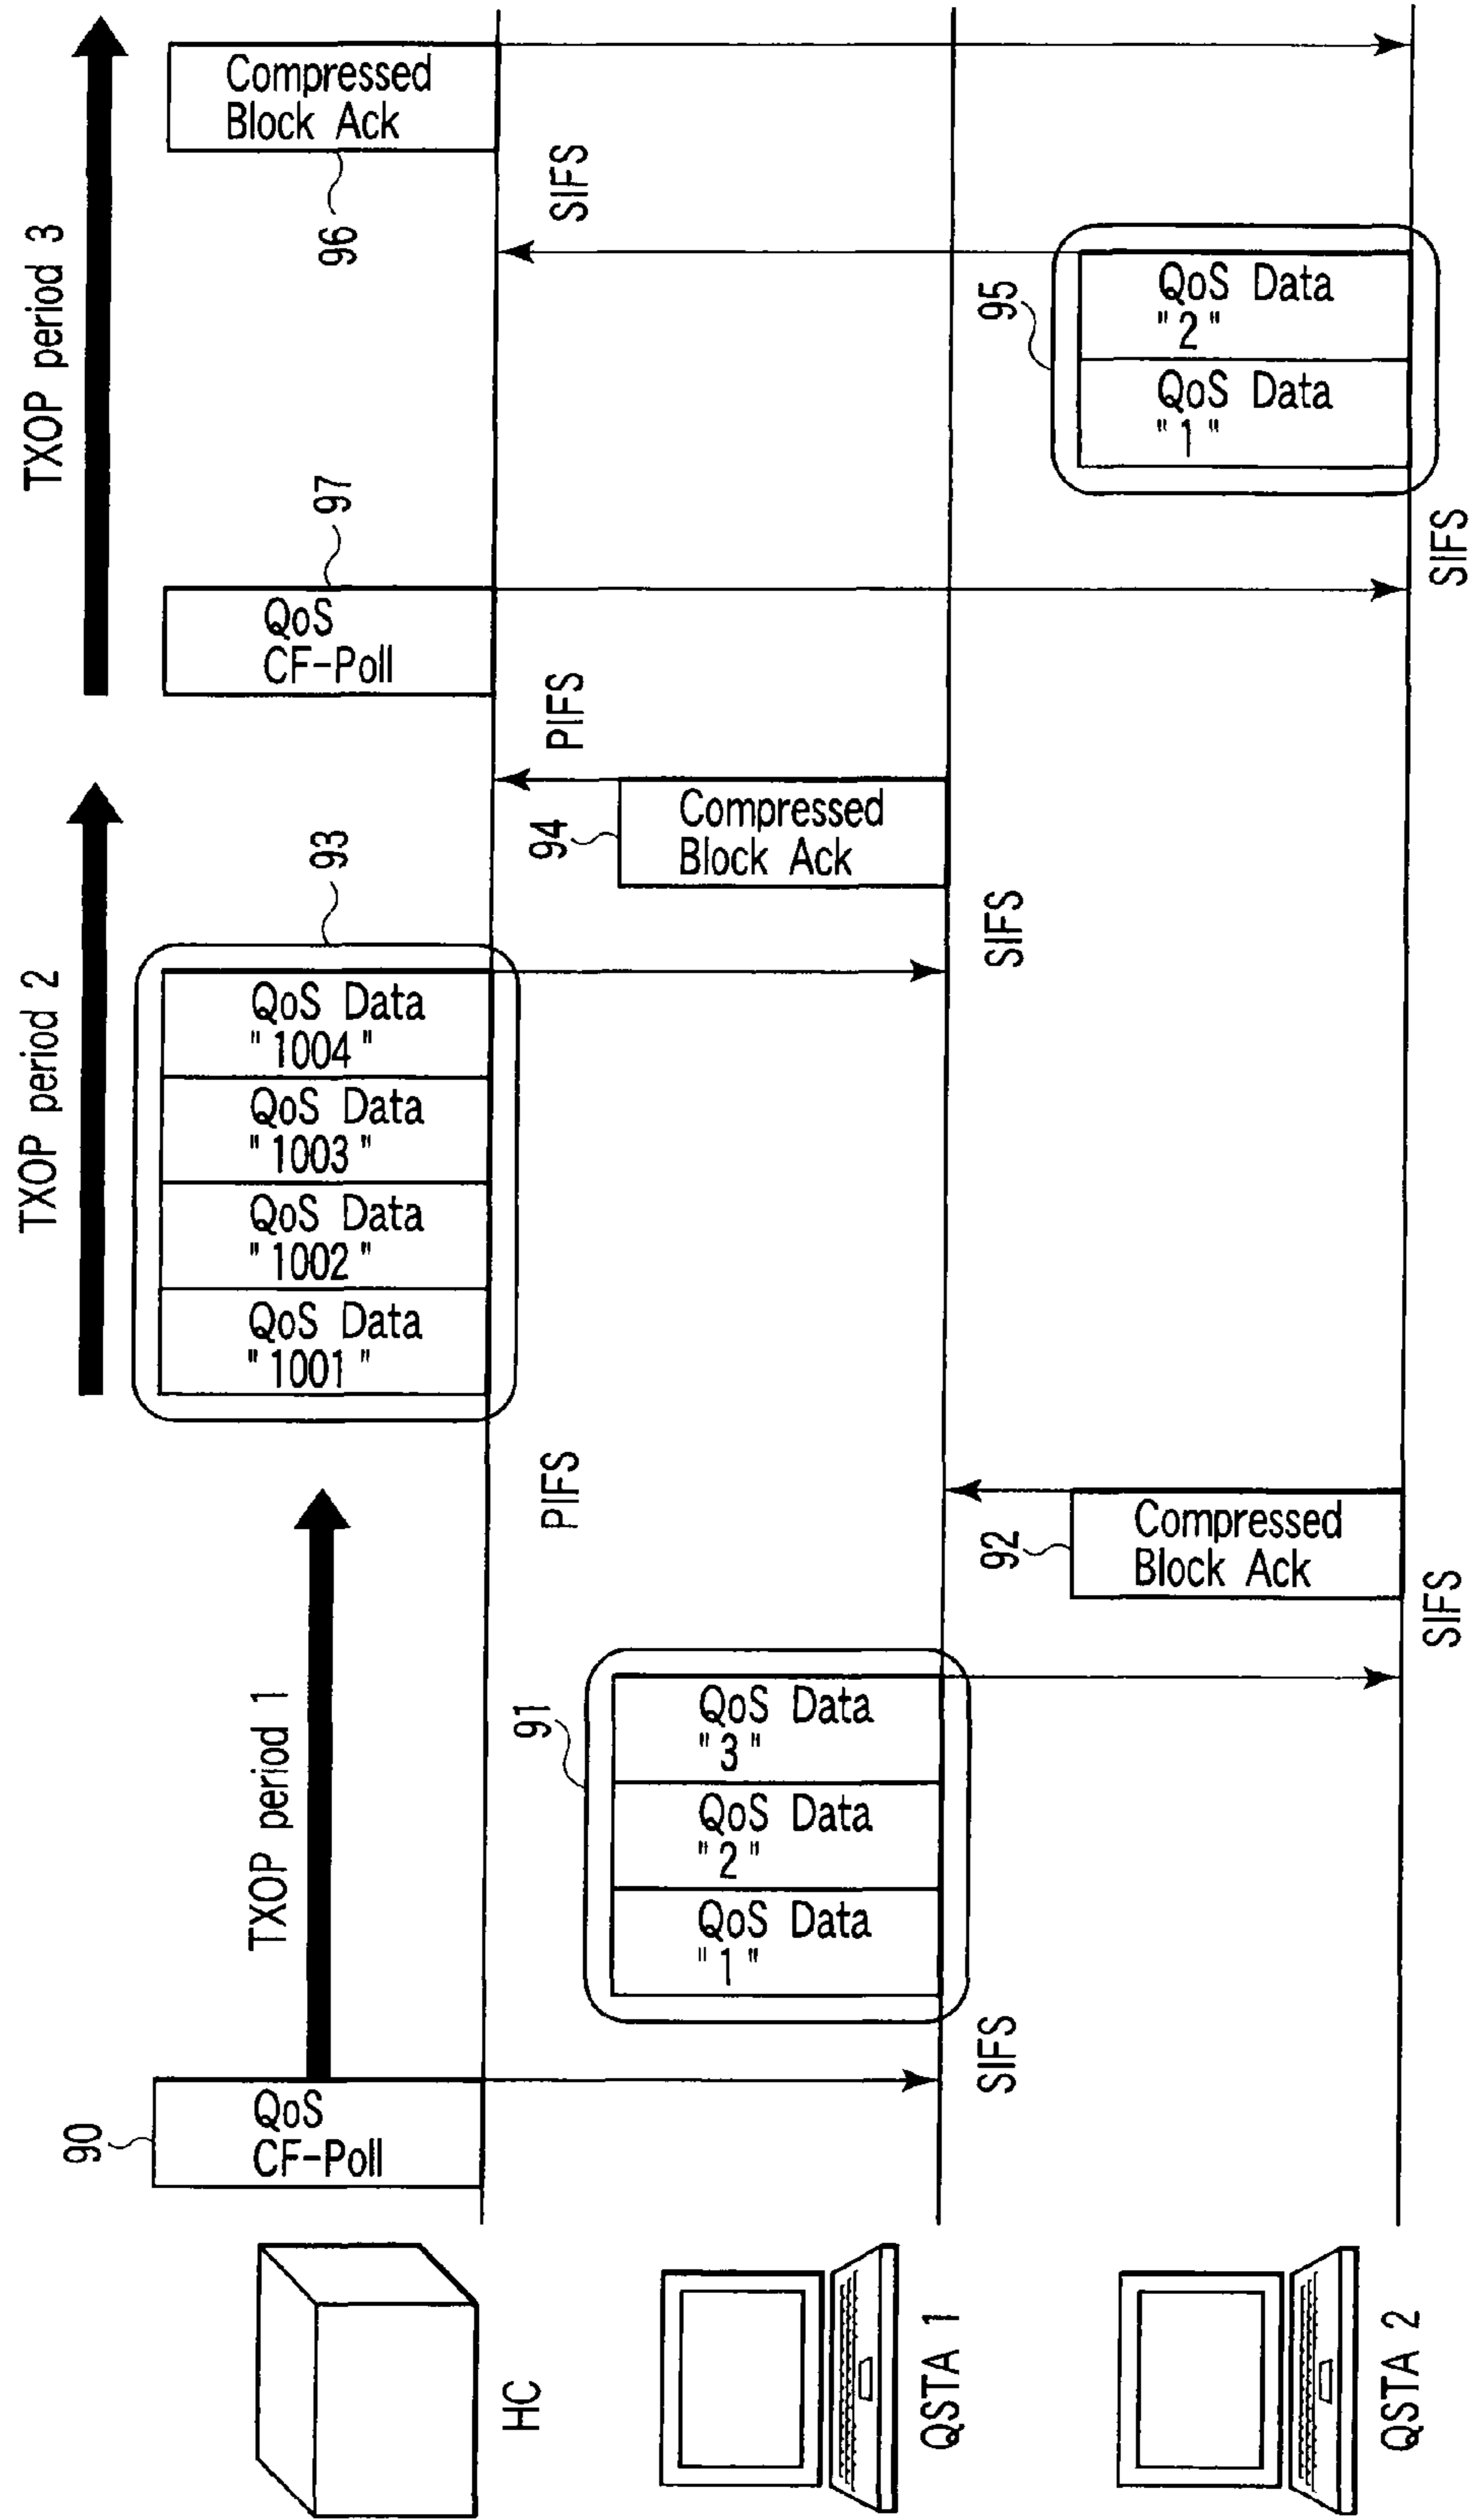 TXOP period 1
TXOP period 2
TXOP period 3
HC
90
QoS
CF-Poll
PIFS
93
QoS Data
"1001"
QoS Data
"1002"
QoS Data
"1003"
QoS Data
"1004"
PIFS
97
QoS
CF-Poll
SIFS
96
Compressed
Block Ack
QSTA 1
SIFS
91
QoS Data
"1"
QoS Data
"2"
QoS Data
"3"
SIFS
94
Compressed
Block Ack
QSTA 2
SIFS
92
Compressed
Block Ack
SIFS
95
QoS Data
"1"
QoS Data
"2"